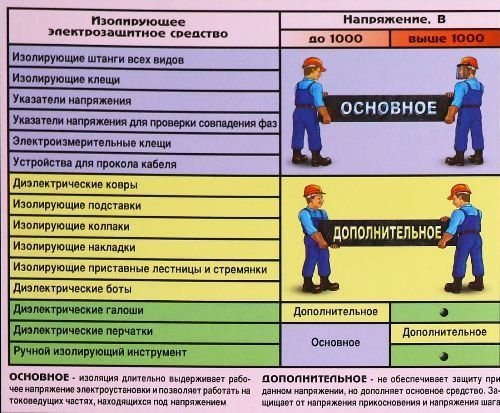 Изолирующее
электрозащитное средство
Напряжение, В
до 1000
выше 1000
Изолирующие штанги всех видов
Изолирующие клещи
Указатели напряжения
Указатели напряжения для проверки совпадения фаз
Электроизмерительные клещи
Устройства для прокола кабеля
ОСНОВНОЕ
Диэлектрические ковры
Изолирующие подставки
Изолирующие колпаки
Изолирующие накладки
Изолирующие приставные лестницы и стремянки
Диэлектрические боты
ДОПОЛНИТЕЛЬНОЕ
Диэлектрические галоши
Дополнительное
Диэлектрические перчатки
Основное
Дополнительное
Ручной изолирующий инструмент
ОСНОВНОЕ - изоляция длительно выдерживает рабо-
чее напряжение электроустановки и позволяет работать на
токоведущих частях, находящихся под напряжением
ДОПОЛНИТЕЛЬНОЕ - не обеспечивает защиту при
данном напряжении, но дополняет основное средство. За-
щищает от напряжения прикосновения и напряжения шага